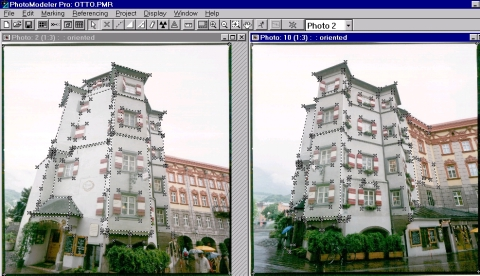 PhotoModeler Pro: OTTO.PMR
File Edit Marking Referencing Project Display Window Help
Photo 2
Photo: 2 (1:3) : : oriented
Photo: 10 (1:3) : : oriented